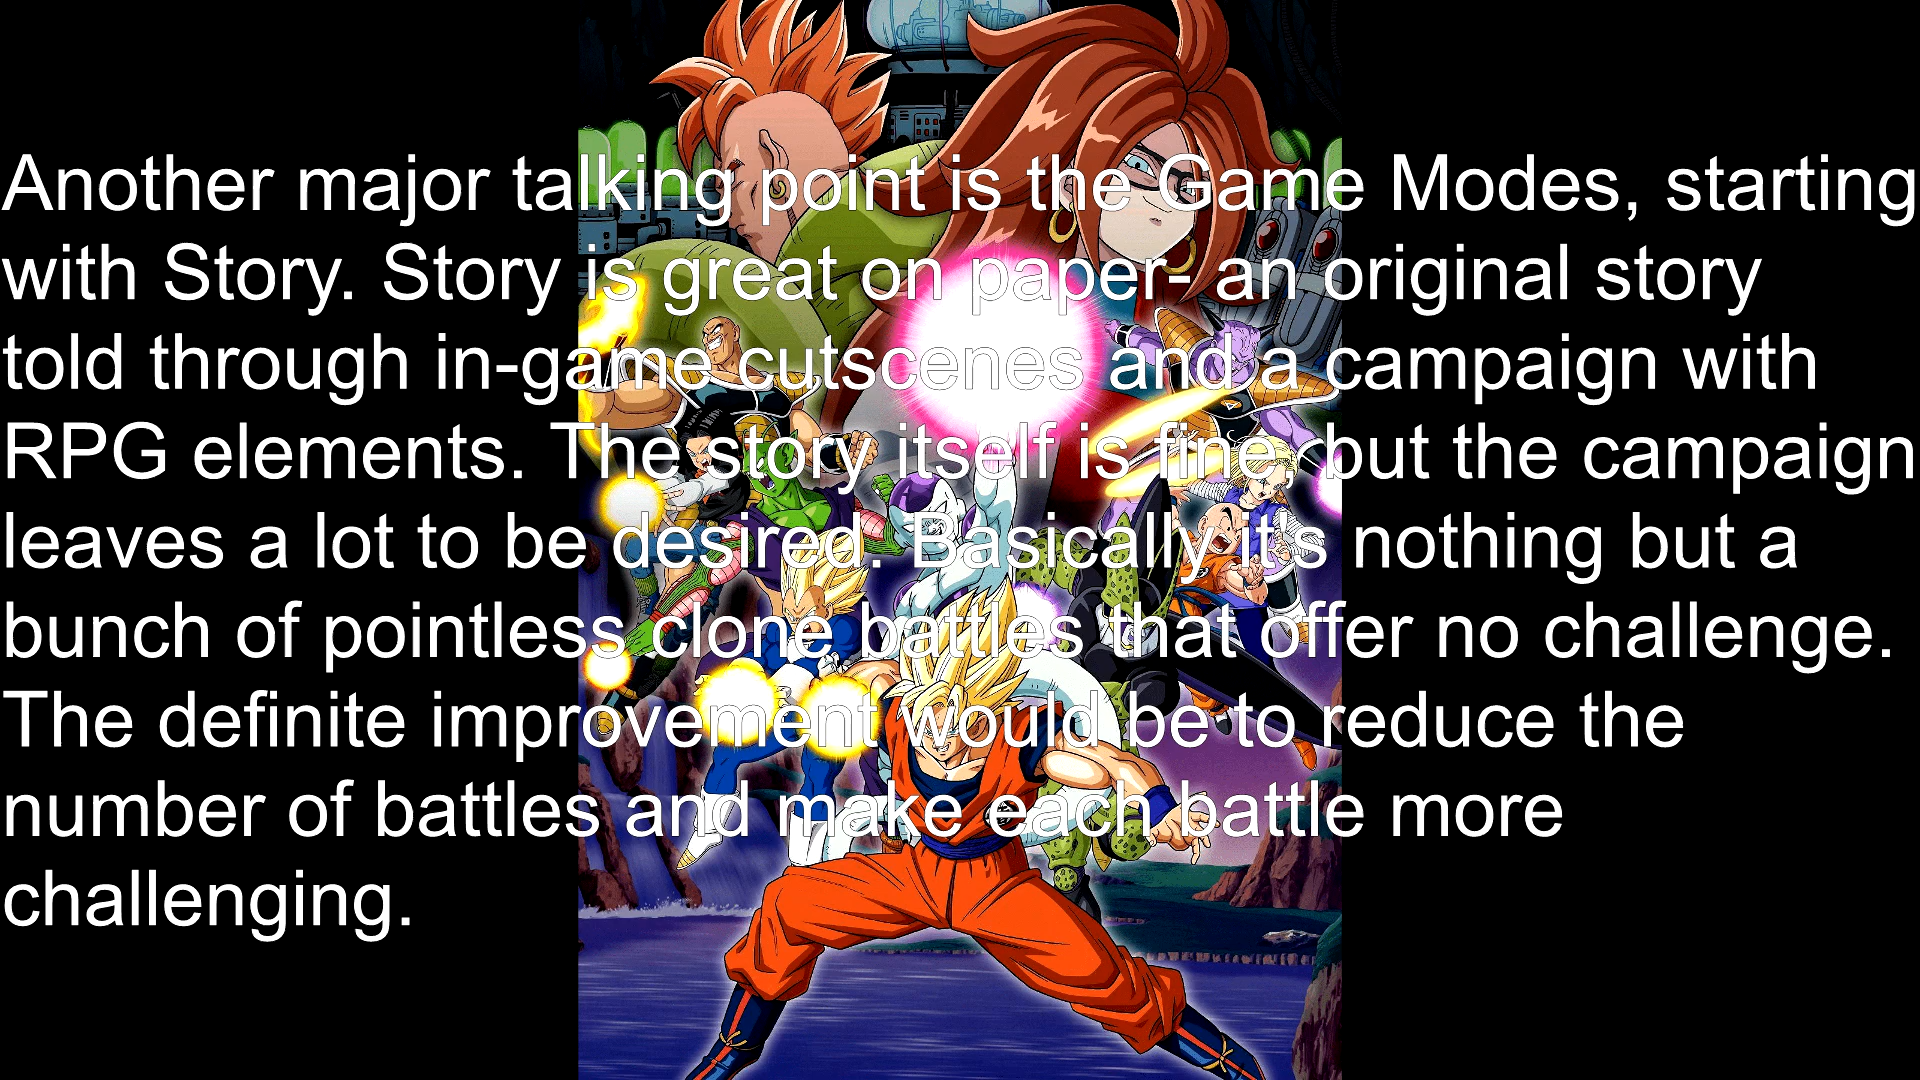 Another major talking point is the Game Modes, starting
with Story. Story is great on paper- an original story
told through in-game cutscenes and a campaign with
RPG elements. The story itself is fine, but the campaign
leaves a lot to be desired. Basically it's nothing but a
bunch of pointless clone battles that offer no challenge.
The definite improvement would be to reduce the
number of battles and make each battle more
challenging.